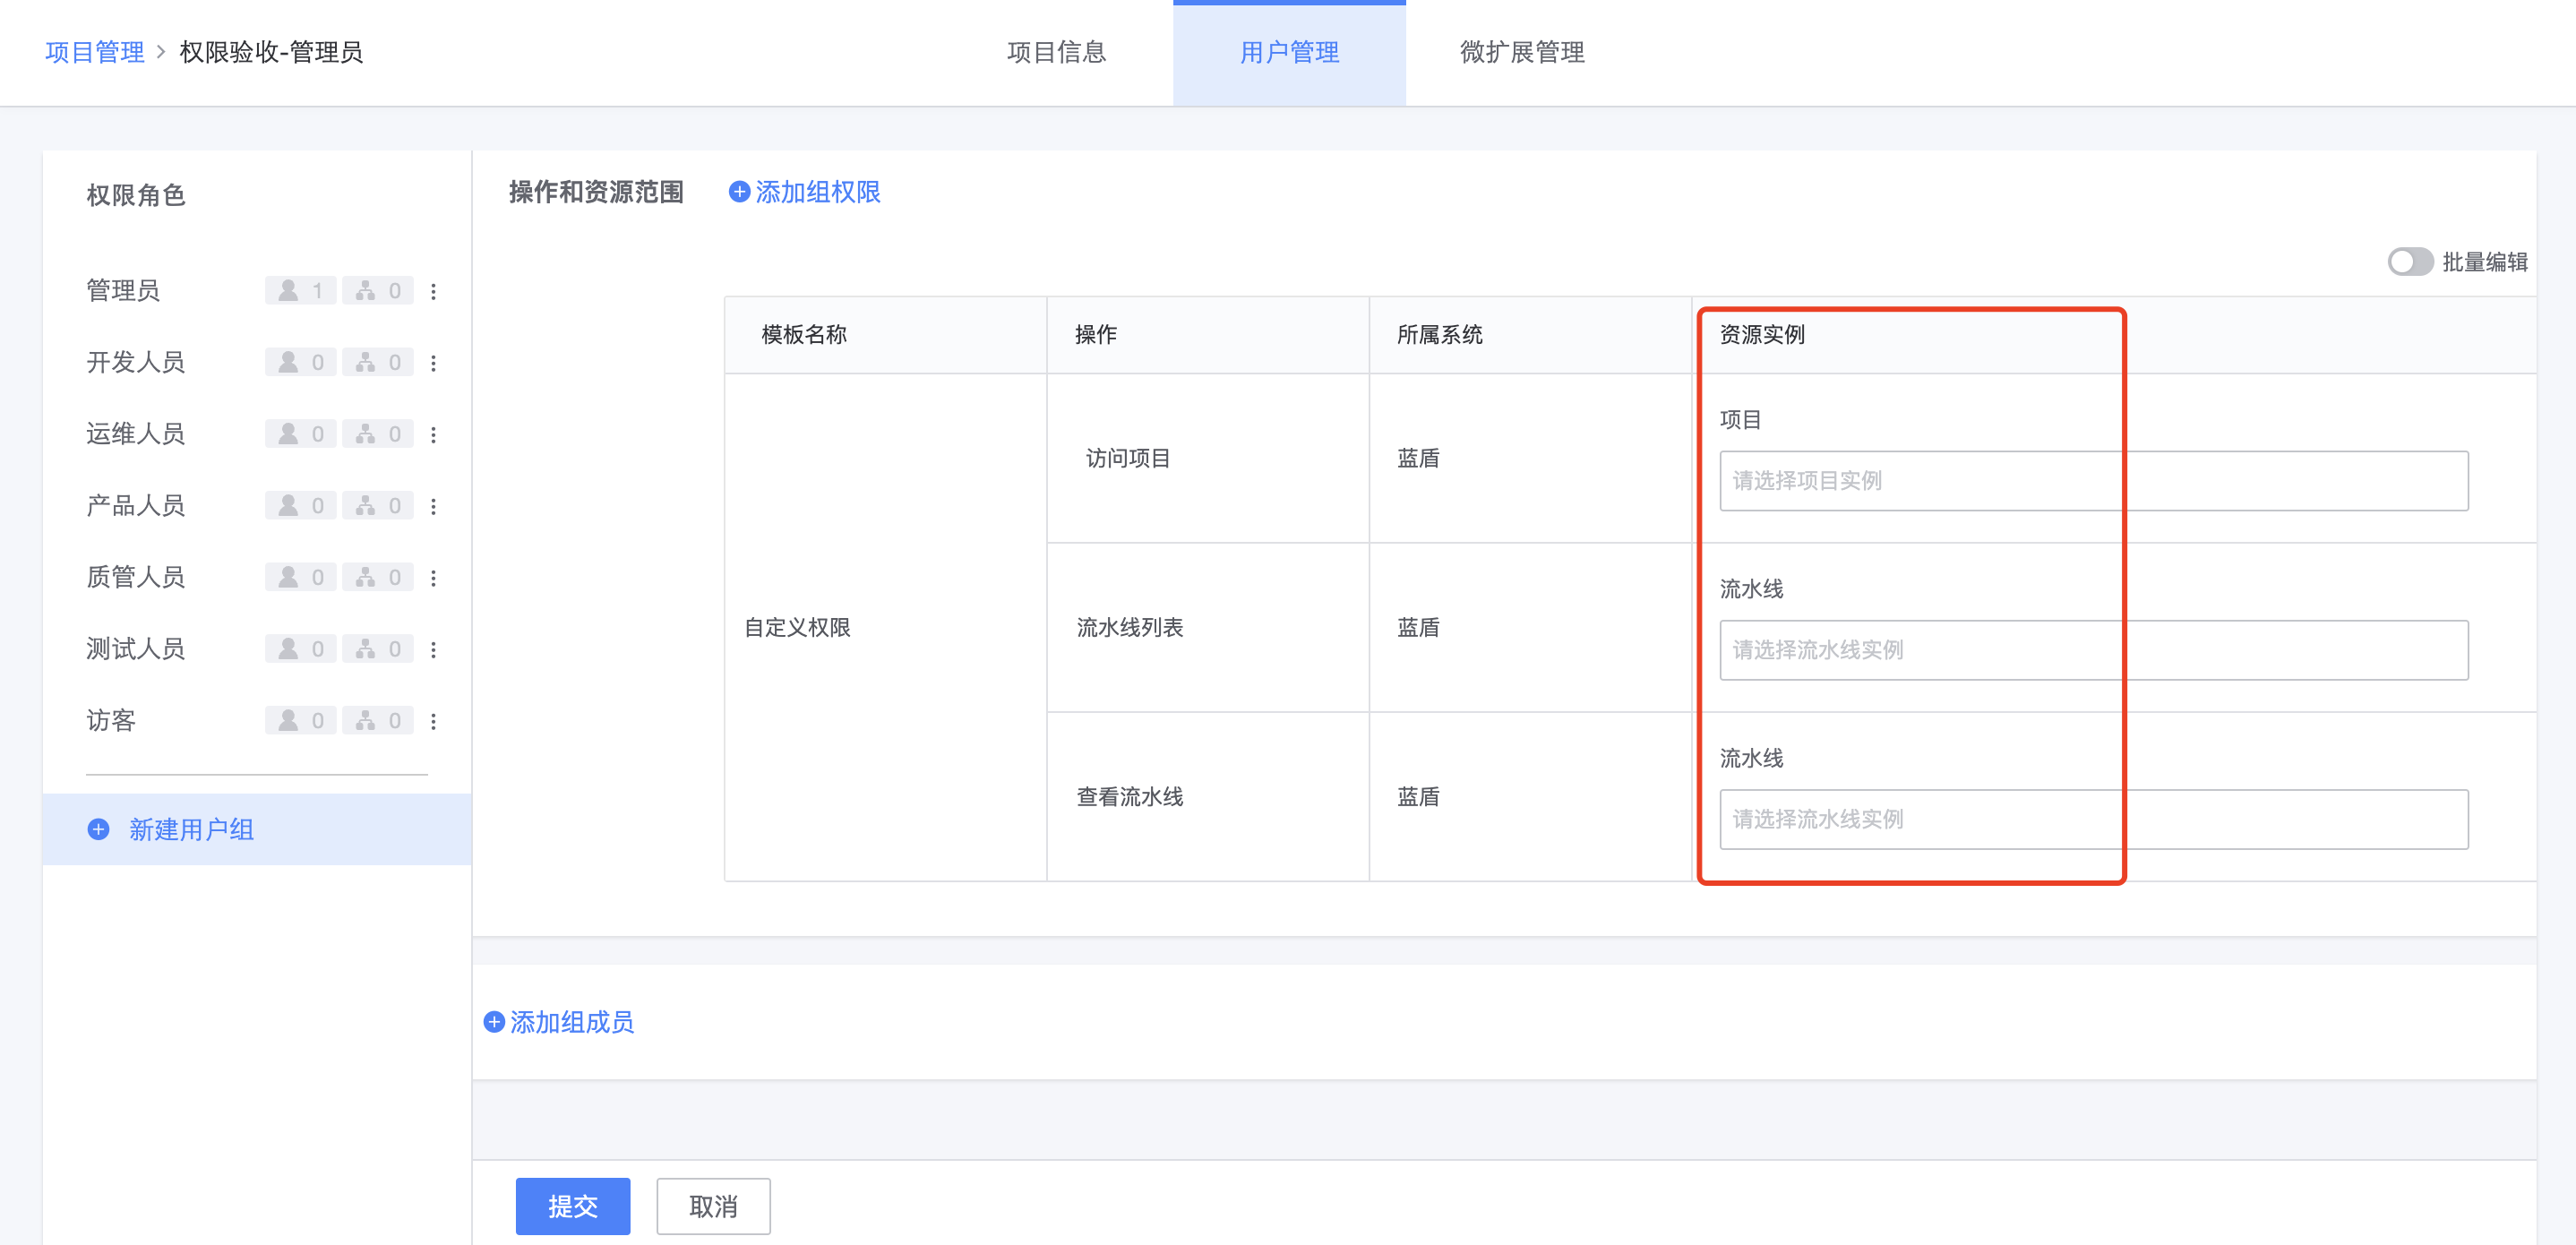 项目管理 > 权限验收-管理员
项目信息
用户管理
微扩展管理
权限角色
管理员 1 0
开发人员 0 0
运维人员 0 0
产品人员 0 0
质管人员 0 0
测试人员 0 0
访客 0 0
新建用户组
操作和资源范围 添加组权限
批量编辑
模板名称 操作 所属系统 资源实例
自定义权限
访问项目 蓝盾
项目
请选择项目实例
流水线列表 蓝盾
流水线
请选择流水线实例
查看流水线 蓝盾
流水线
请选择流水线实例
添加组成员
提交 取消